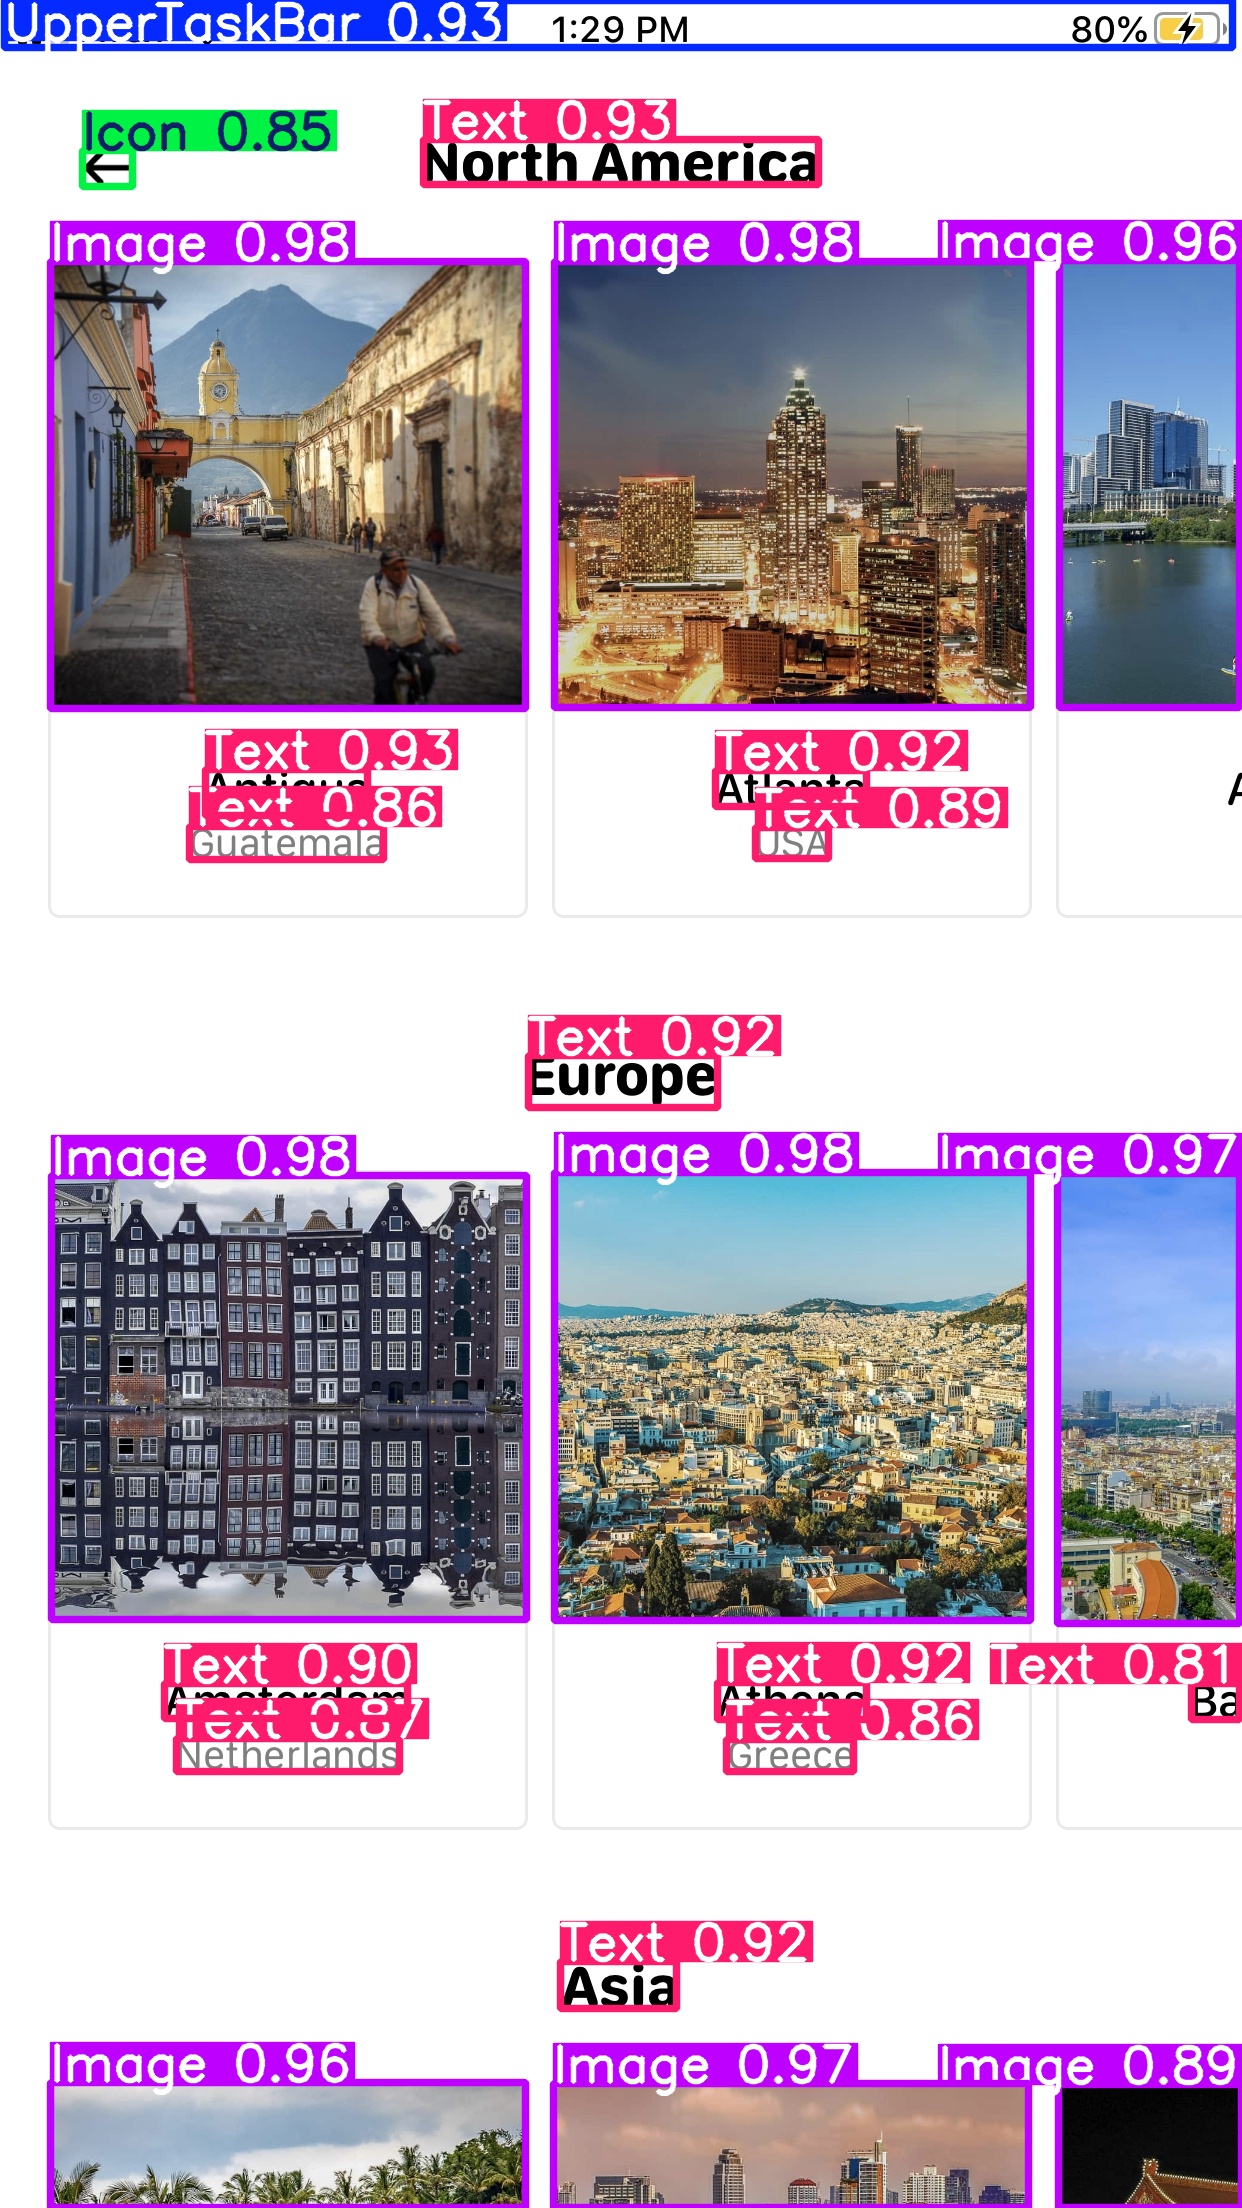 UpperTaskBar 0.93
1:29 PM
80%
Icon 0.85
←
Text 0.93
North America
Image 0.98
Image 0.98
Image 0.96
Text 0.93
Antigua
Text 0.86
Guatemala
Text 0.92
Atlanta
Text 0.89
USA
A
Text 0.92
Europe
Image 0.98
Image 0.98
Image 0.97
Text 0.90
Amsterdam
Text 0.87
Netherlands
Text 0.92
Athens
Text 0.86
Greece
Text 0.81
Ba
Text 0.92
Asia
Image 0.96
Image 0.97
Image 0.89